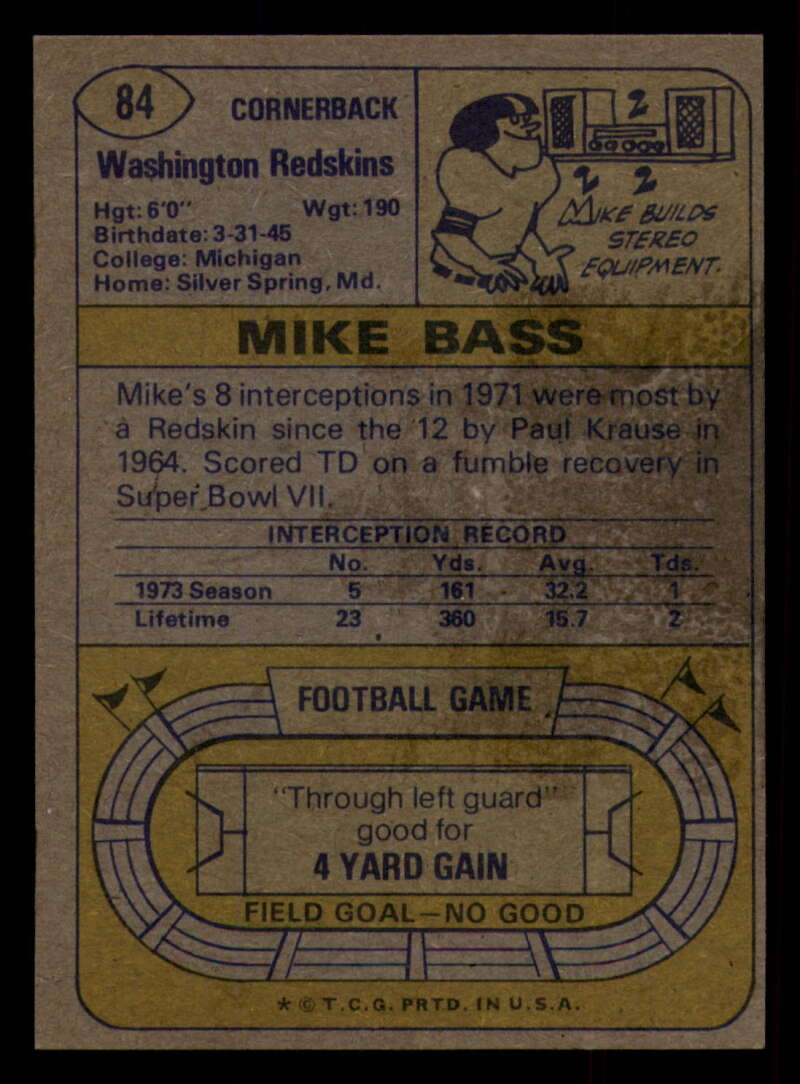 84
CORNERBACK
Washington Redskins
Hgt: 6'0" Wgt: 190
Birthdate: 3-31-45
College: Michigan
Home: Silver Spring, Md.
2
2 2
MIKE BUILDS
STEREO
EQUIPMENT.
MIKE BASS
Mike's 8 interceptions in 1971 were most by
a Redskin since the 12 by Paul Krause in
1964. Scored TD on a fumble recovery in
Super Bowl VII.
INTERCEPTION RECORD
No. Yds. Avg. Tds.
1973 Season 5 161 32.2 1
Lifetime 23 360 15.7 2
FOOTBALL GAME
"Through left guard"
good for
4 YARD GAIN
FIELD GOAL—NO GOOD
* © T.C.G. PRTD. IN U.S.A.